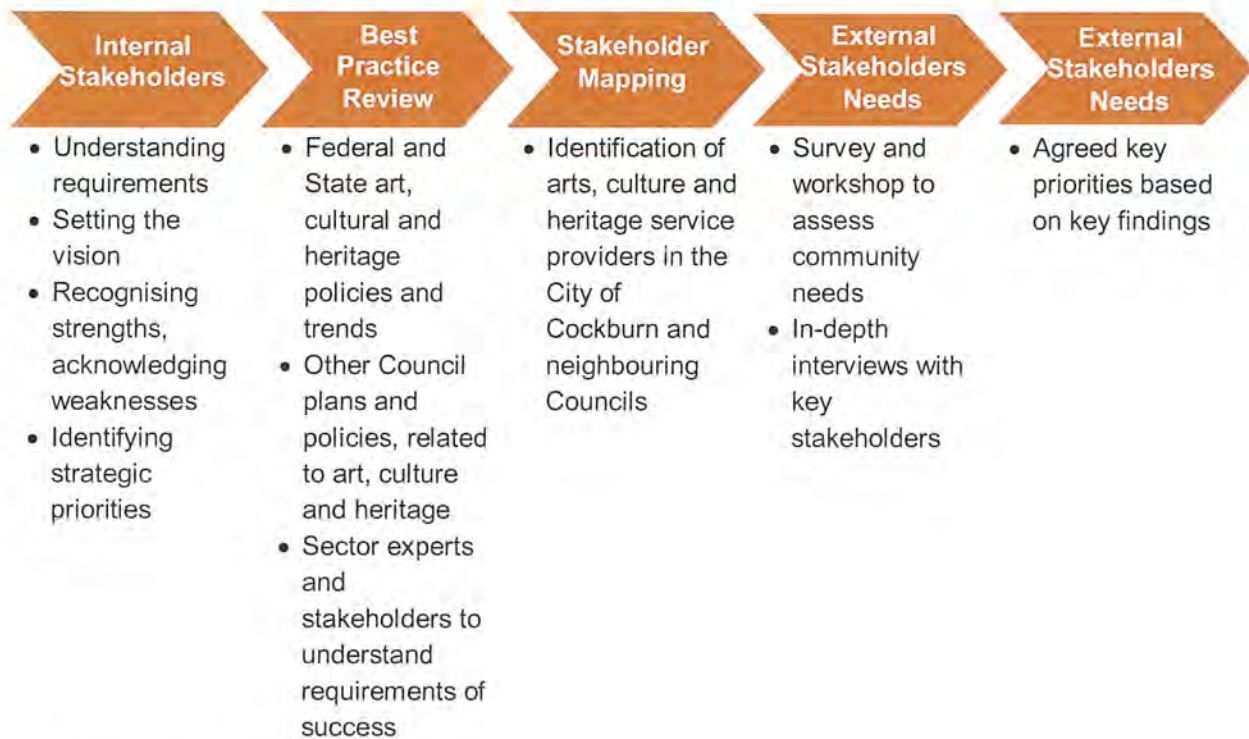 Internal
Stakeholders
Best
Practice
Review
Stakeholder
Mapping
External
Stakeholders
Needs
External
Stakeholders
Needs
• Understanding
requirements
• Setting the
vision
• Recognising
strengths,
acknowledging
weaknesses
• Identifying
strategic
priorities
• Federal and
State art,
cultural and
heritage
policies and
trends
• Other Council
plans and
policies, related
to art, culture
and heritage
• Sector experts
and
stakeholders to
understand
requirements of
success
• Identification of
arts, culture and
heritage service
providers in the
City of
Cockburn and
neighbouring
Councils
• Survey and
workshop to
assess
community
needs
• In-depth
interviews with
key
stakeholders
• Agreed key
priorities based
on key findings